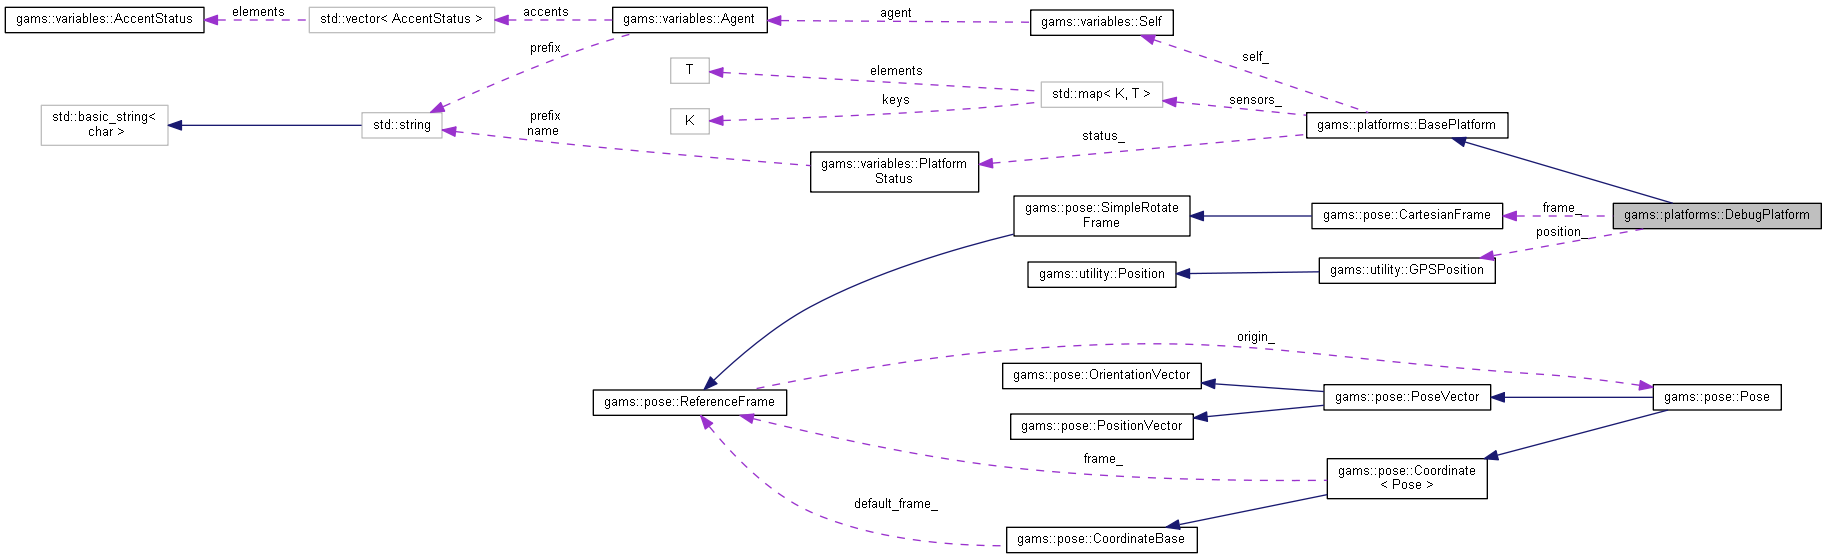 gams::variables::AccentStatus
elements
std::vector< AccentStatus >
accents
gams::variables::Agent
agent
gams::variables::Self
prefix
self_
T
elements
std::map< K, T >
keys
K
sensors_
std::basic_string<
char >
std::string
prefix
name
gams::platforms::BasePlatform
status_
gams::variables::Platform
Status
gams::pose::SimpleRotate
Frame
gams::pose::CartesianFrame
frame_
gams::platforms::DebugPlatform
position_
gams::utility::Position
gams::utility::GPSPosition
origin_
gams::pose::OrientationVector
gams::pose::ReferenceFrame
gams::pose::PoseVector
gams::pose::Pose
gams::pose::PositionVector
frame_
gams::pose::Coordinate
< Pose >
default_frame_
gams::pose::CoordinateBase